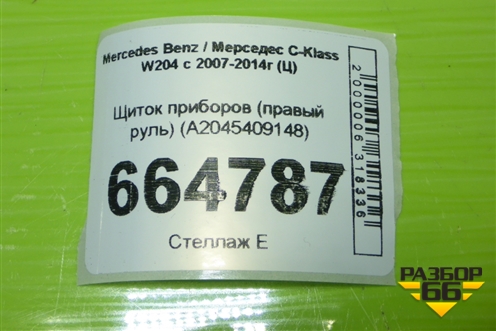 Mercedes Benz / Мерседес C-Klass
W204 с 2007-2014г (Ц)
Щиток приборов (правый
руль) (A2045409148)
664787
Стеллаж Е
2000006318336
РАЗБОР
66